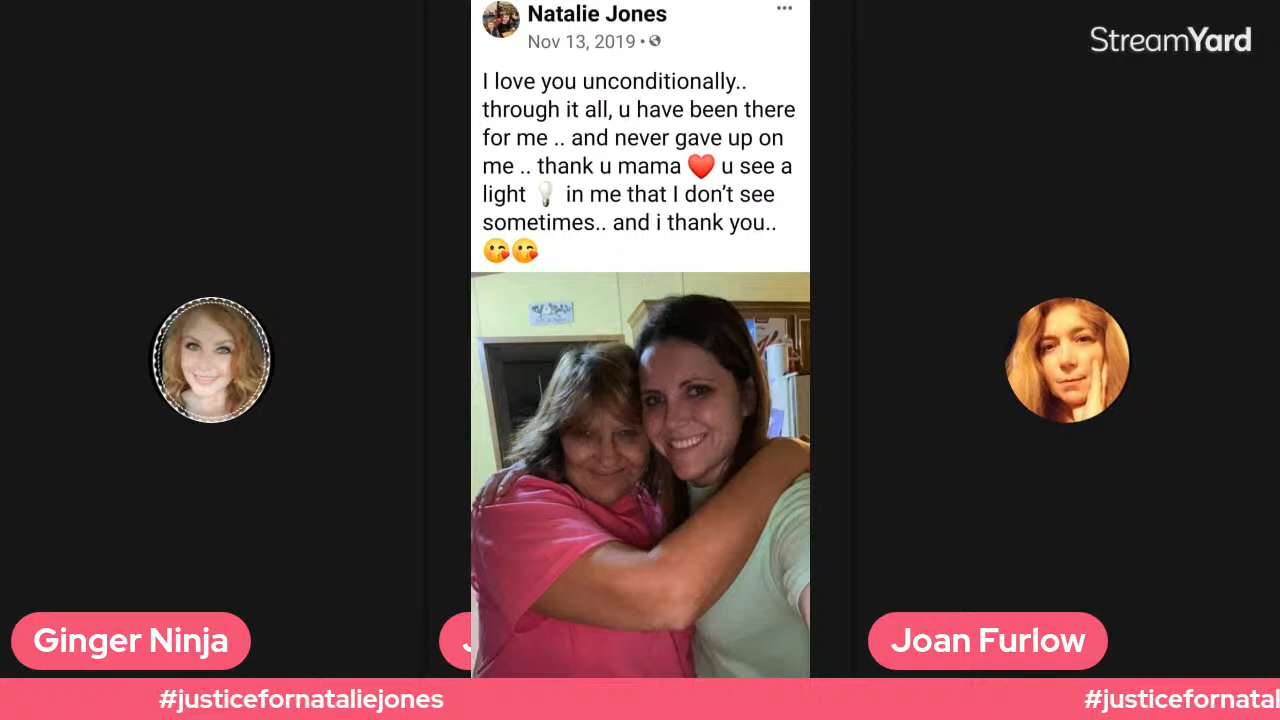 Natalie Jones
Nov 13, 2019
StreamYard
I love you unconditionally..
through it all, u have been there
for me .. and never gave up on
me .. thank u mama ❤️ u see a
light 💡 in me that I don't see
sometimes.. and i thank you..
😘😘
Ginger Ninja
J
Joan Furlow
#justicefornataliejones
#justicefornatal